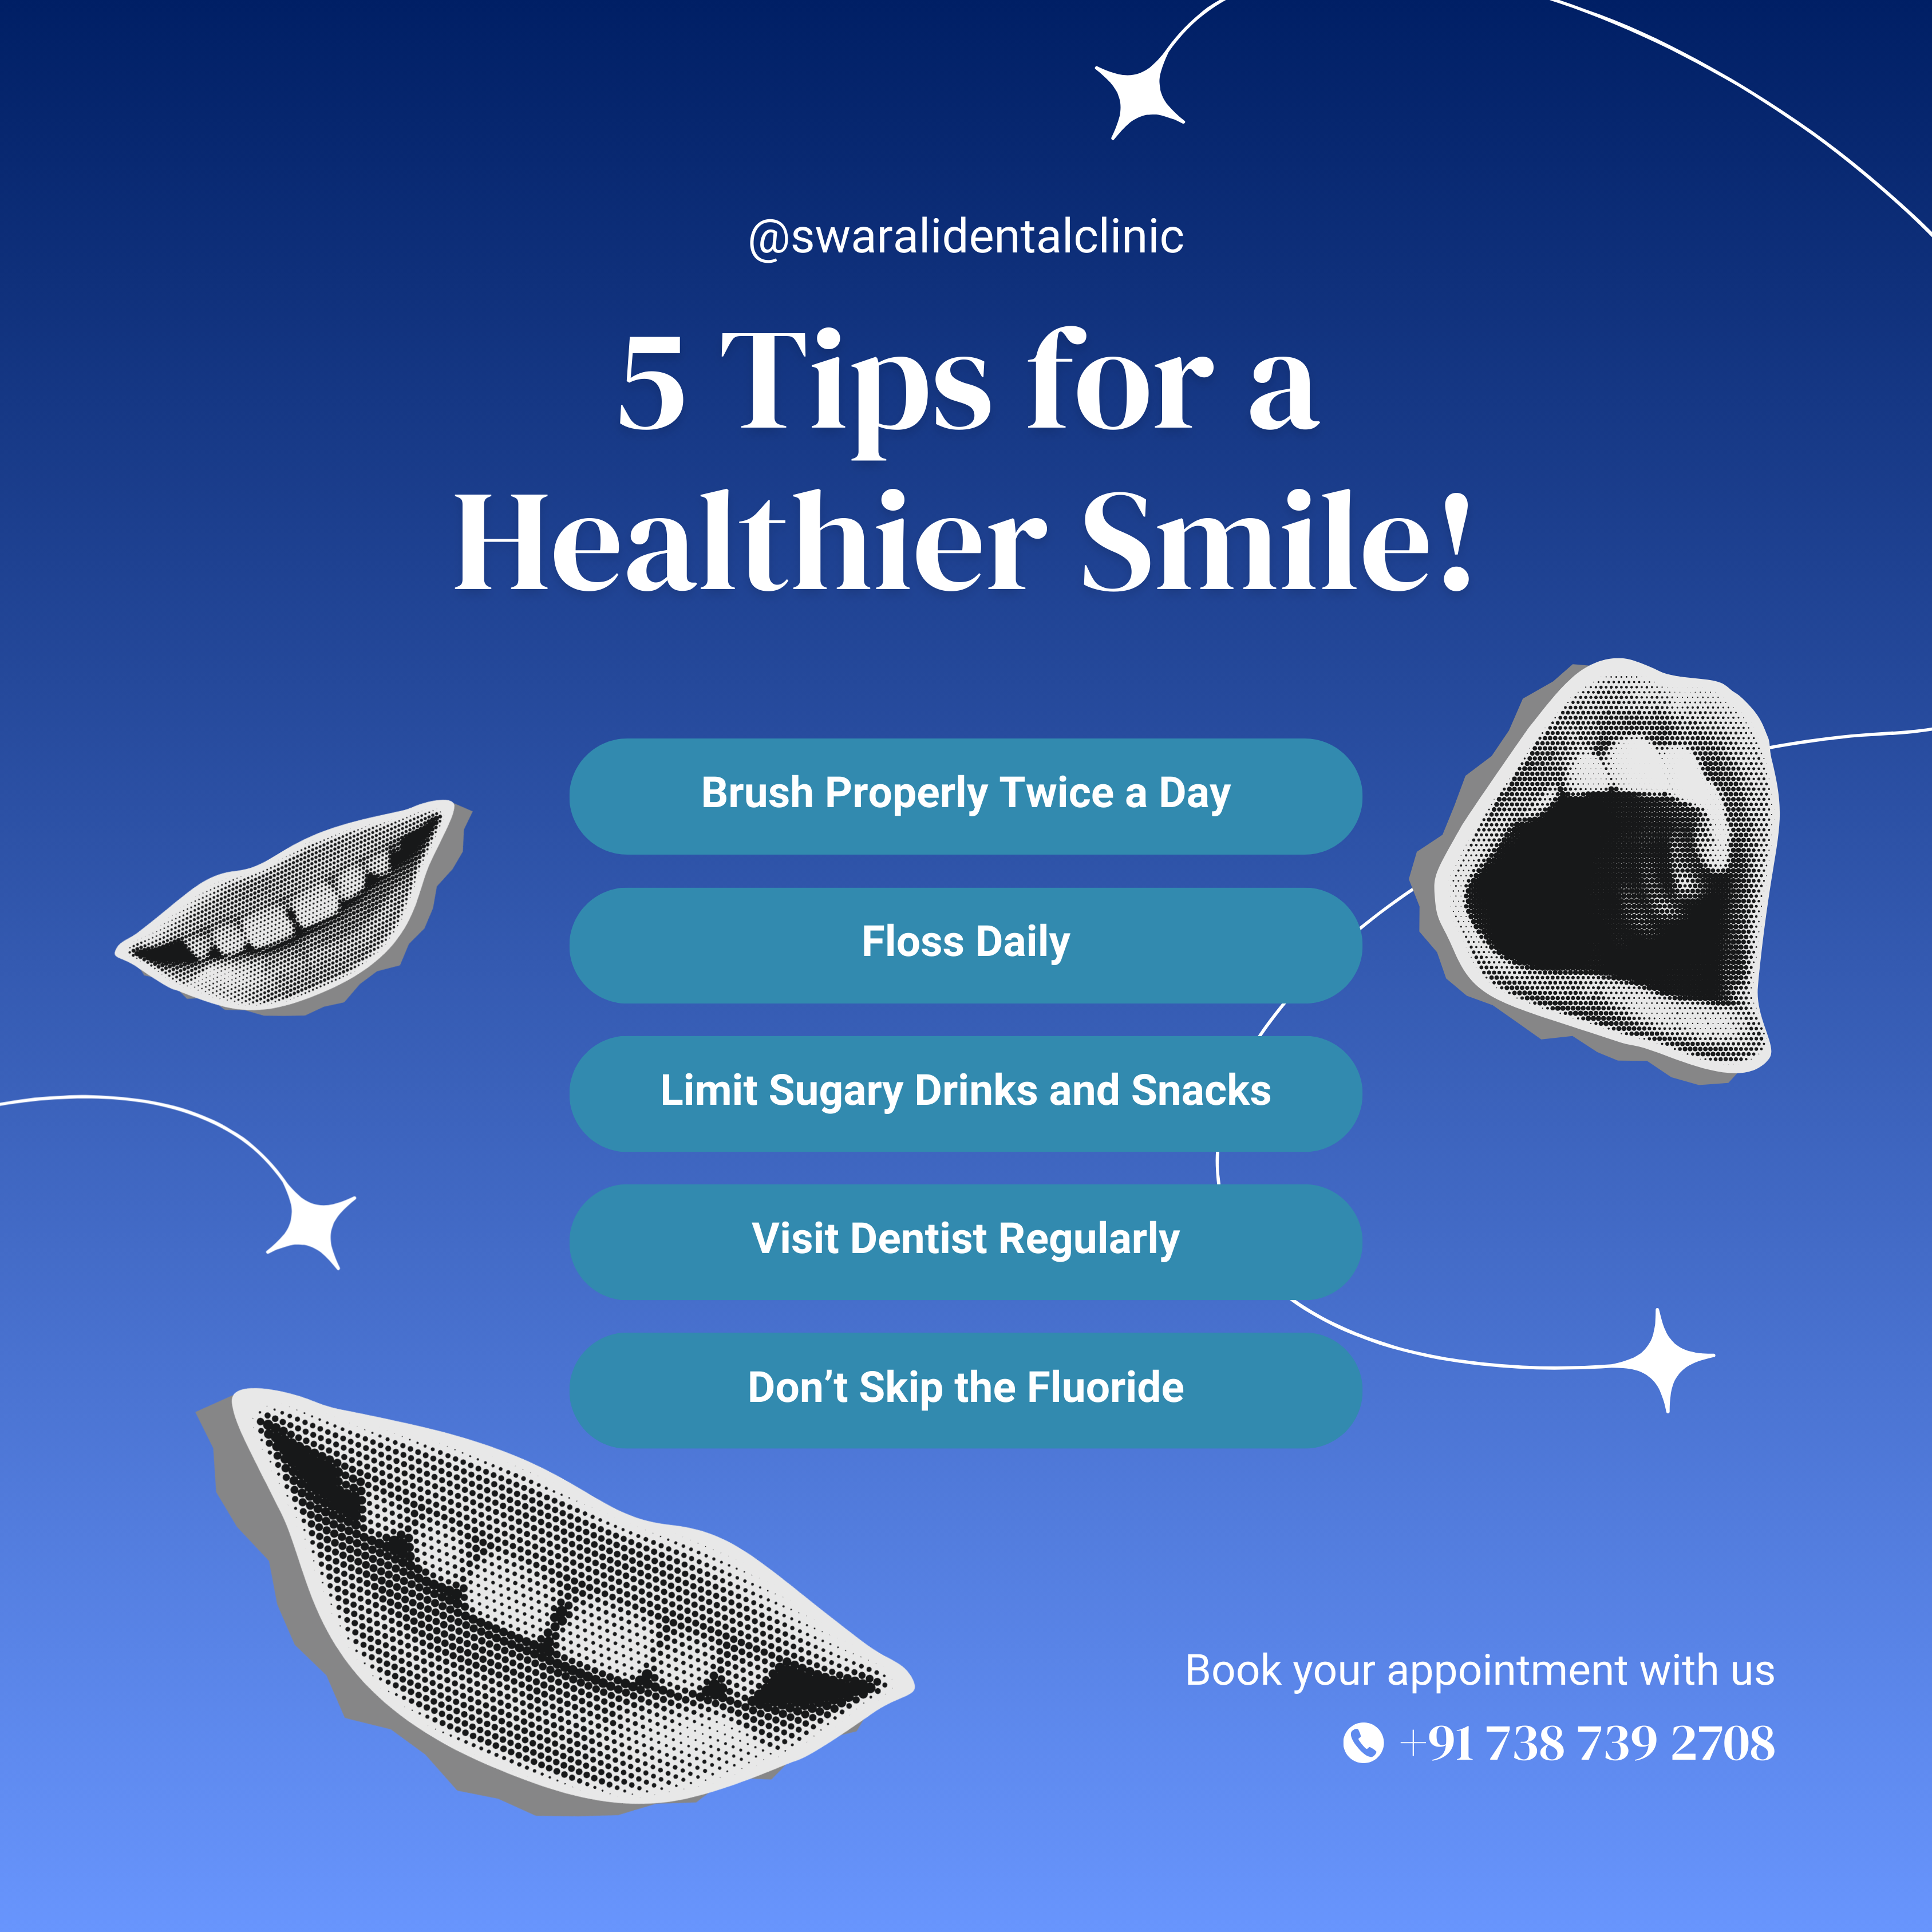 @swaralidentalclinic
5 Tips for a
Healthier Smile!
Brush Properly Twice a Day
Floss Daily
Limit Sugary Drinks and Snacks
Visit Dentist Regularly
Don’t Skip the Fluoride
Book your appointment with us
+91 738 739 2708